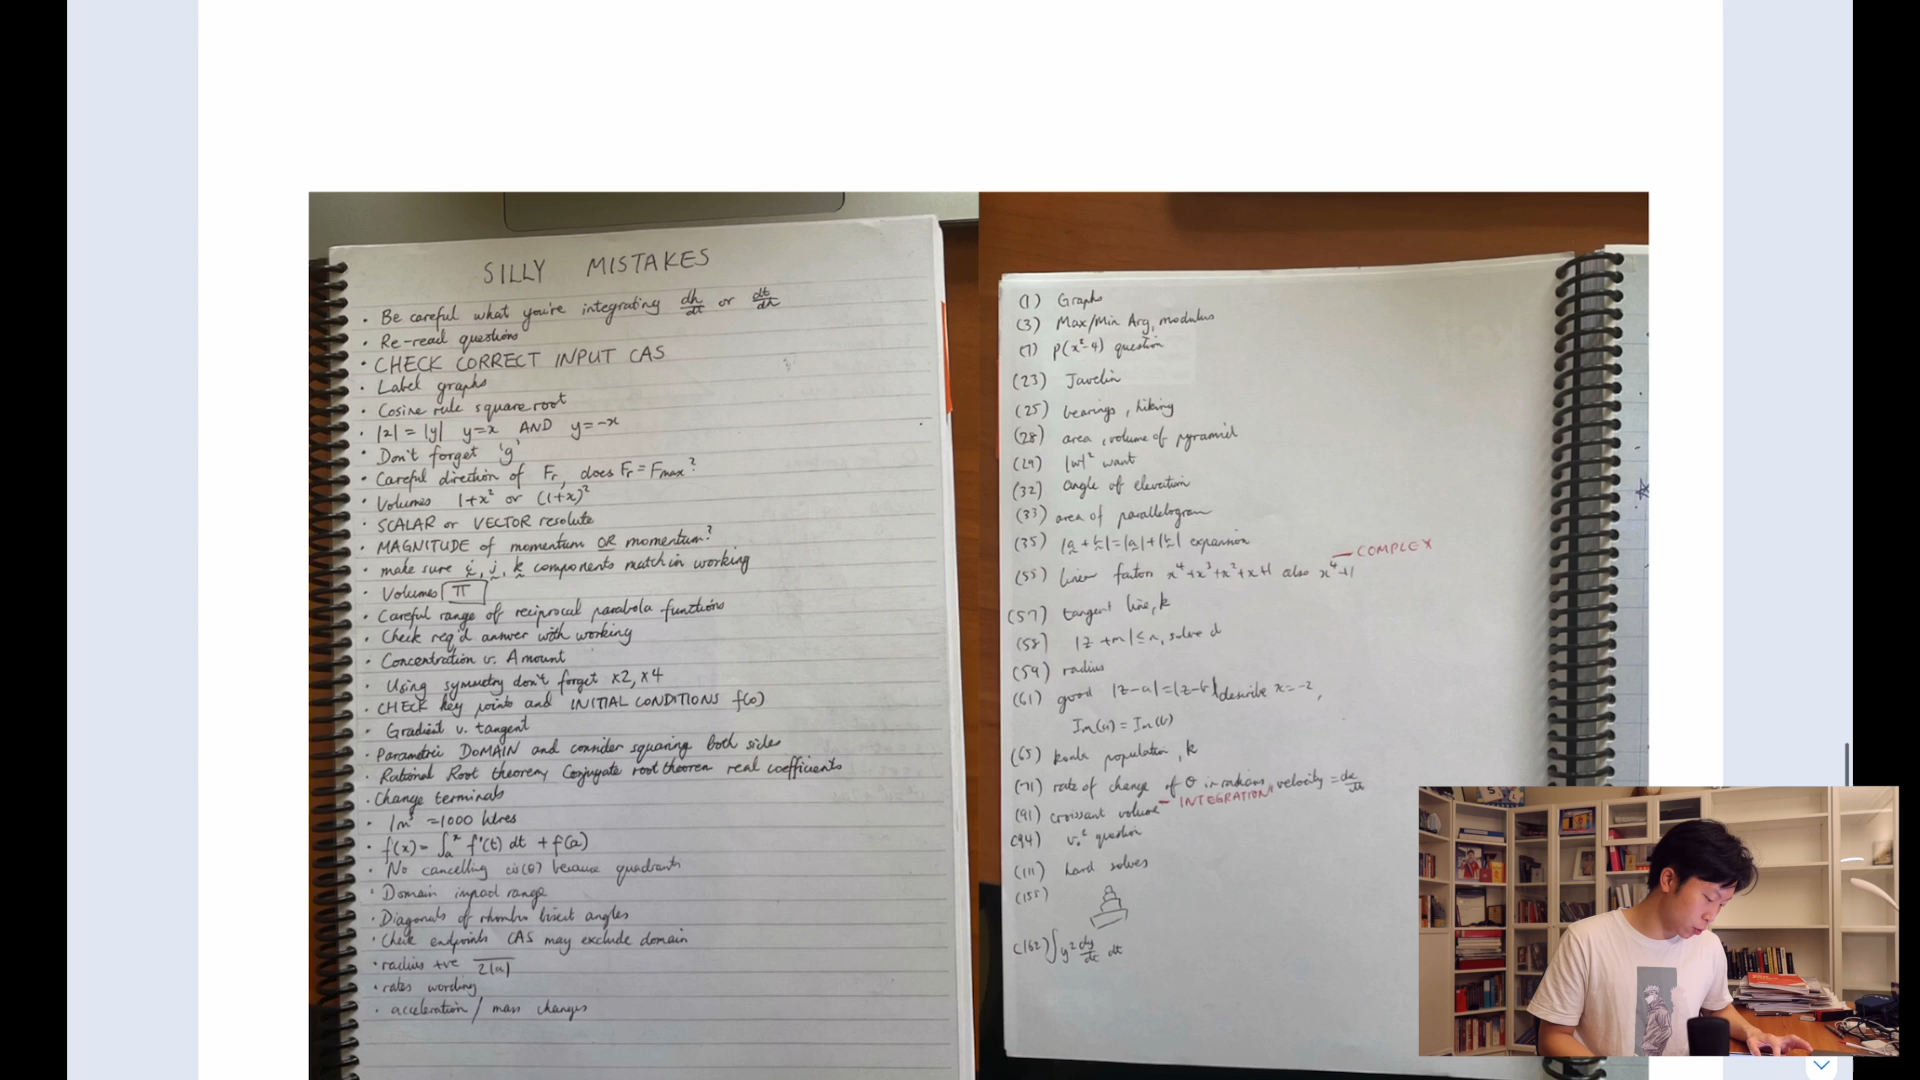 SILLY MISTAKES
• Be careful what you're integrating dh/dt or dt/dh
• Re-read questions
• CHECK CORRECT INPUT CAS
• Label graphs
• Cosine rule square root
• |x| = |y| y=x AND y=-x
• Don't forget 'g'
• Careful direction of Fr, does Fr = Fmax?
• Volumes 1+x² or (1+x)²
• SCALAR or VECTOR resolute
• MAGNITUDE of momentum OR momentum?
• make sure i, j, k components match in working
• Volumes π
• Careful range of reciprocal parabola functions
• Check req'd answer with working
• Concentration v. Amount
• Using symmetry don't forget x2, x4
• CHECK key points and INITIAL CONDITIONS f(0)
• Gradient v. tangent
• Parametric DOMAIN and consider squaring both sides
• Rational Root theorem, Conjugate root theorem real coefficients
• Change terminals
• 1m³ = 1000 litres
• f(x) = ∫ₐˣ f'(t) dt + f(a)
• No cancelling cis(θ) because quadrants
• Domain impact range
• Diagonals of rhombus bisect angles
• Check endpoints CAS may exclude domain
• radius +ve 2(a)
• rates wording
• acceleration / mass changes
(1) Graphs
(3) Max/Min Arg, modulus
(7) p(x²-4) question
(23) Javelin
(25) bearings, hiking
(28) area, volume of pyramid
(29) |w|² want
(32) angle of elevation
(33) area of parallelogram
(35) |a + b| = |a| + |b| expansion
(55) linear factors x⁴+x³+x²+x+1 also x⁴+1 — COMPLEX
(57) tangent line, k
(58) |z + m| ≤ n, solve d
(59) radius
(61) good |z-a| = |z-b| describe x = -2,
Im(a) = Im(b)
(65) koala population, k
(71) rate of change of θ in radians, velocity = dx/dt
(91) croissant volume — INTEGRATION
(94) question
(111) hard solves
(155)
(162) ∫ y² dy/dt dt